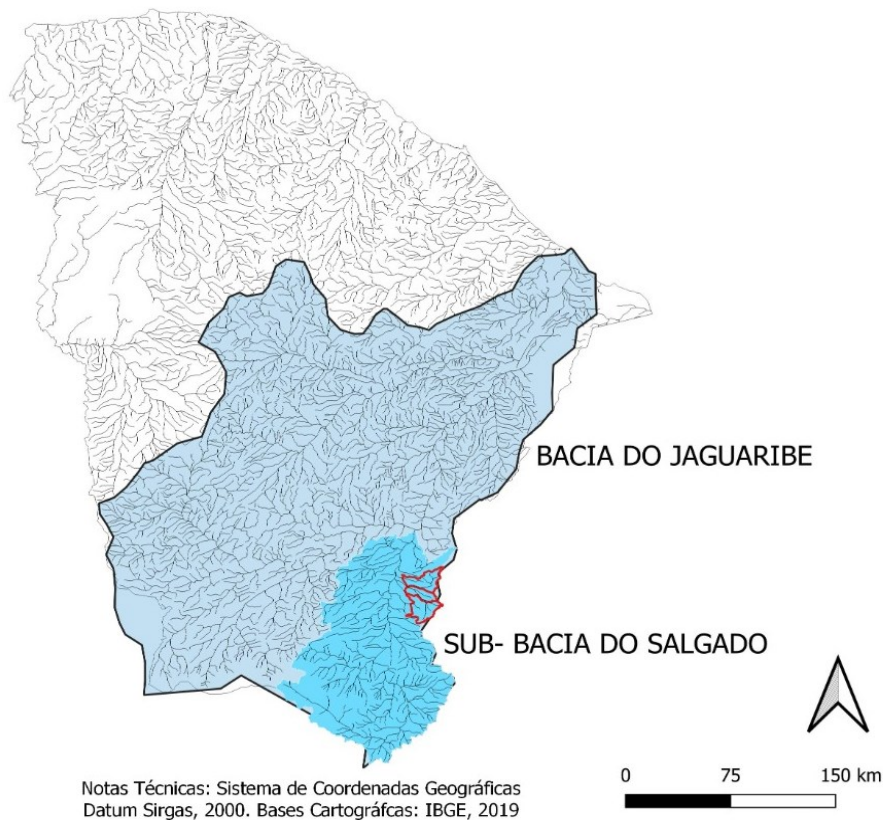 BACIA DO JAGUARIBE
SUB- BACIA DO SALGADO
0 75 150 km
Notas Técnicas: Sistema de Coordenadas Geográficas
Datum Sirgas, 2000. Bases Cartográfcas: IBGE, 2019